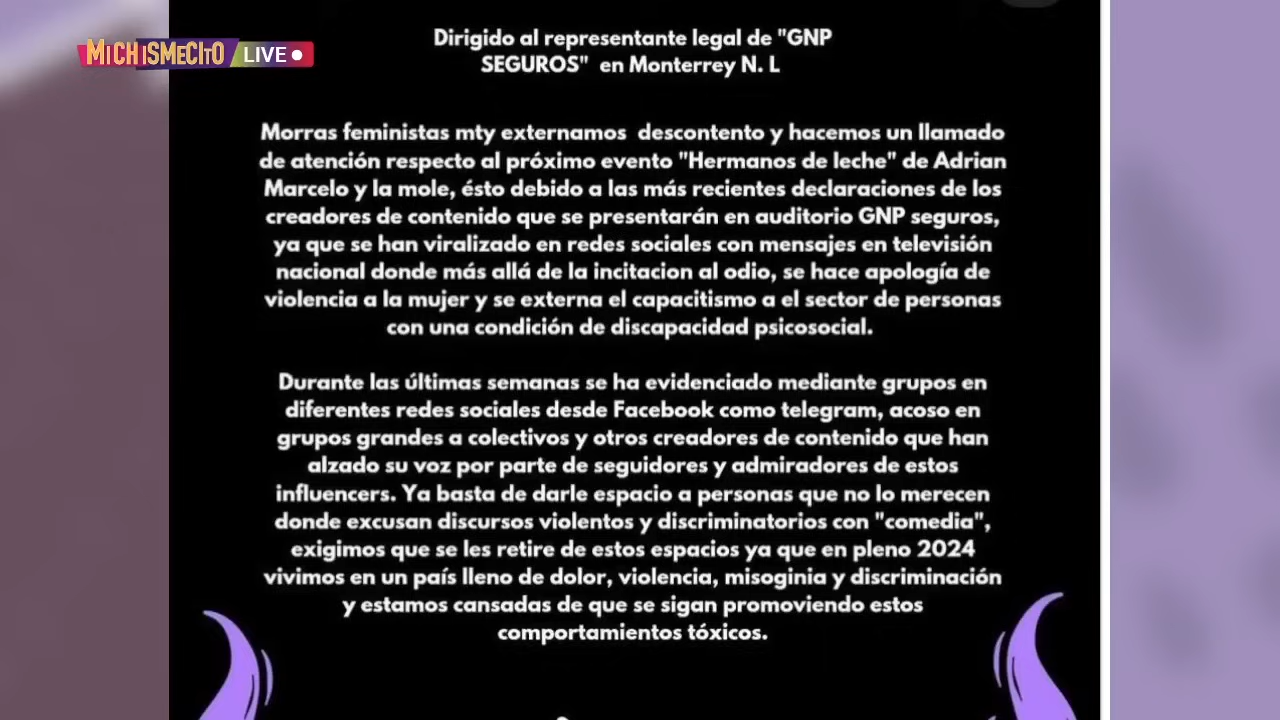 MICHISMECITO LIVE
Dirigido al representante legal de "GNP
SEGUROS" en Monterrey N. L
Morras feministas mty externamos descontento y hacemos un llamado
de atención respecto al próximo evento "Hermanos de leche" de Adrian
Marcelo y la mole, ésto debido a las más recientes declaraciones de los
creadores de contenido que se presentarán en auditorio GNP seguros,
ya que se han viralizado en redes sociales con mensajes en televisión
nacional donde más allá de la incitacion al odio, se hace apología de
violencia a la mujer y se externa el capacitismo a el sector de personas
con una condición de discapacidad psicosocial.
Durante las últimas semanas se ha evidenciado mediante grupos en
diferentes redes sociales desde Facebook como telegram, acoso en
grupos grandes a colectivos y otros creadores de contenido que han
alzado su voz por parte de seguidores y admiradores de estos
influencers. Ya basta de darle espacio a personas que no lo merecen
donde excusan discursos violentos y discriminatorios con "comedia",
exigimos que se les retire de estos espacios ya que en pleno 2024
vivimos en un país lleno de dolor, violencia, misoginia y discriminación
y estamos cansadas de que se sigan promoviendo estos
comportamientos tóxicos.